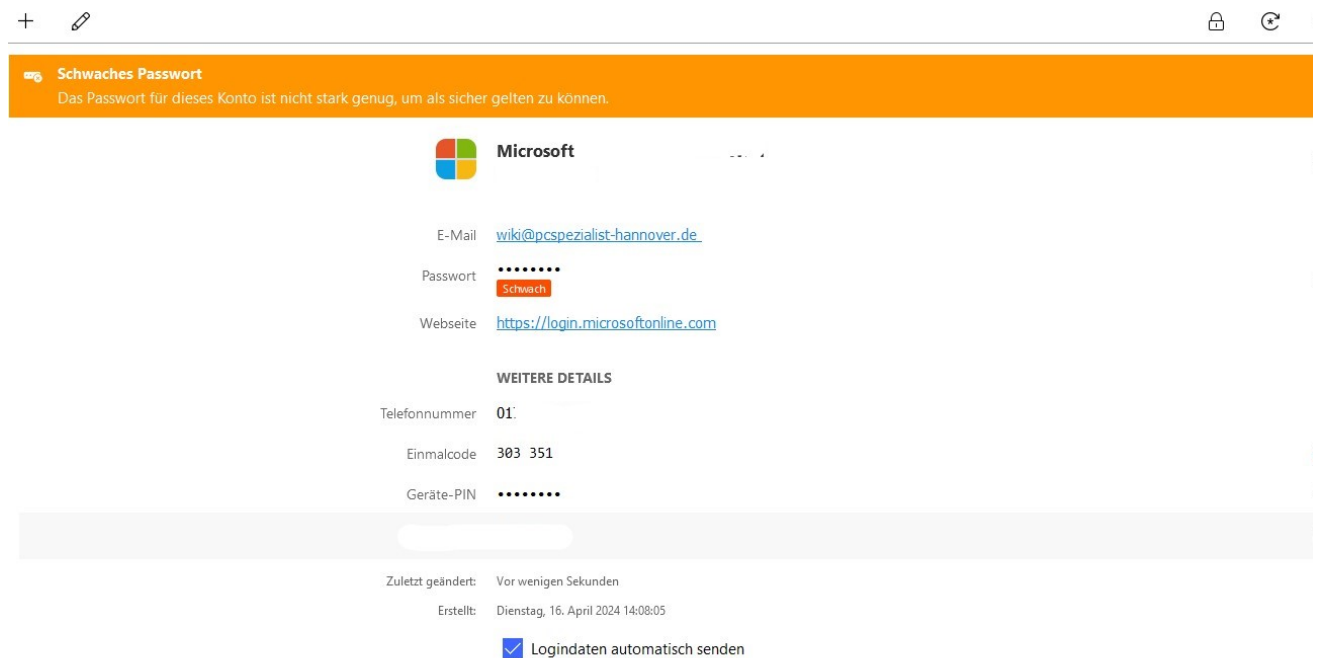 Schwaches Passwort
Das Passwort für dieses Konto ist nicht stark genug, um als sicher gelten zu können.
Microsoft
E-Mail wiki@pcspezialist-hannover.de
Passwort ••••••••
Schwach
Webseite https://login.microsoftonline.com
WEITERE DETAILS
Telefonnummer 01
Einmalcode 303 351
Geräte-PIN ••••••••
Zuletzt geändert: Vor wenigen Sekunden
Erstellt: Dienstag, 16. April 2024 14:08:05
Logindaten automatisch senden